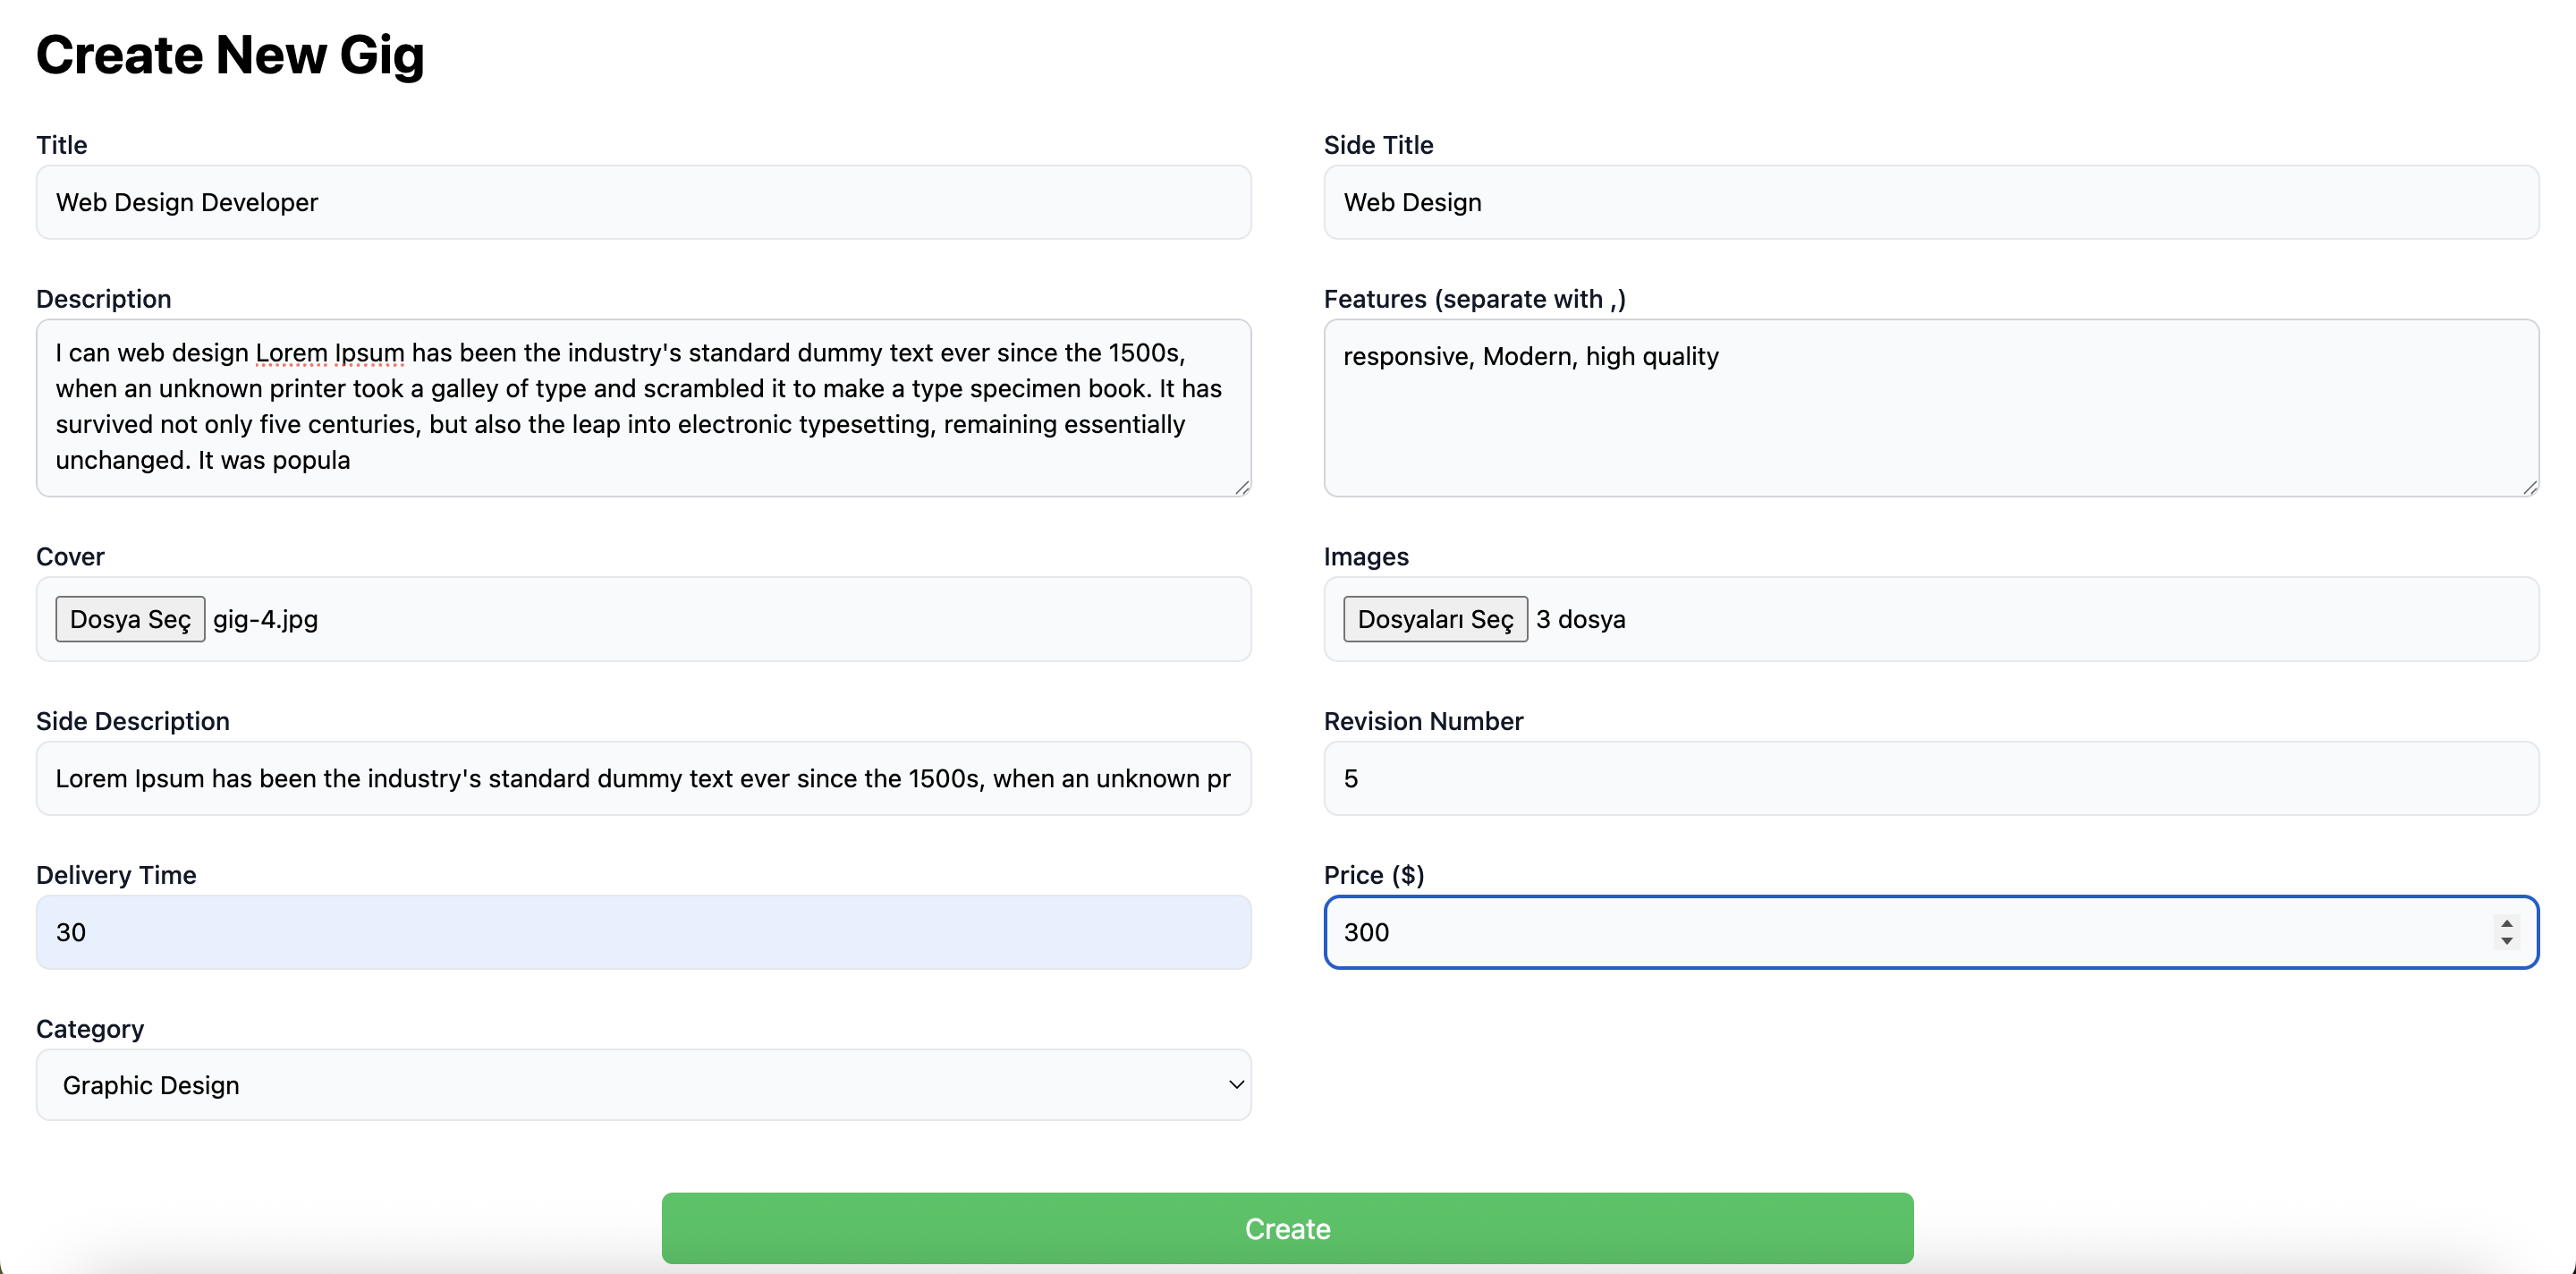 Create New Gig
Title
Web Design Developer
Side Title
Web Design
Description
I can web design Lorem Ipsum has been the industry's standard dummy text ever since the 1500s,
when an unknown printer took a galley of type and scrambled it to make a type specimen book. It has
survived not only five centuries, but also the leap into electronic typesetting, remaining essentially
unchanged. It was popula
Features (separate with ,)
responsive, Modern, high quality
Cover
Dosya Seç gig-4.jpg
Images
Dosyaları Seç 3 dosya
Side Description
Lorem Ipsum has been the industry's standard dummy text ever since the 1500s, when an unknown pr
Revision Number
5
Delivery Time
30
Price ($)
300
Category
Graphic Design
Create